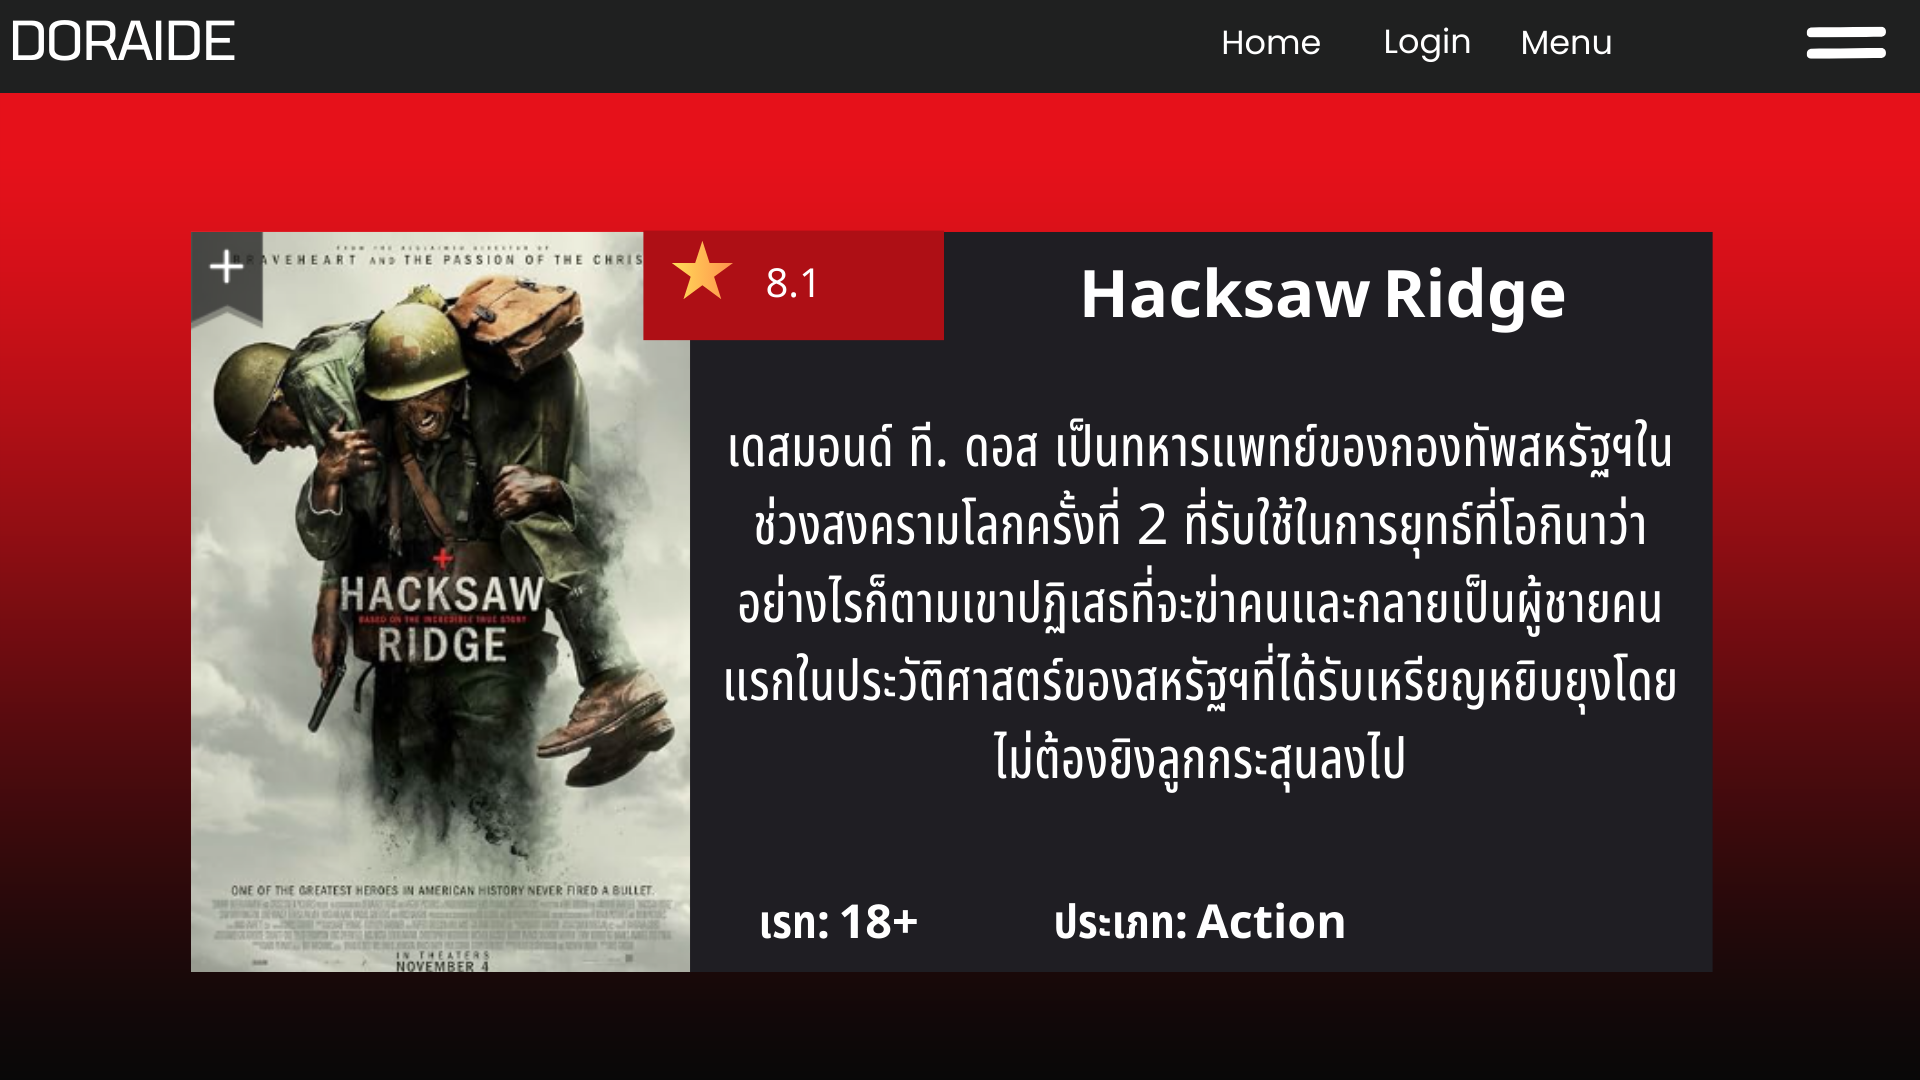 DORAIDE
Home
Login
Menu
FROM THE ACCLAIMED DIRECTOR OF
BRAVEHEART AND THE PASSION OF THE CHRIS
8.1
Hacksaw Ridge
เดสมอนด์ ที. ดอส เป็นทหารแพทย์ของกองทัพสหรัฐฯใน
ช่วงสงครามโลกครั้งที่ 2 ที่รับใช้ในการยุทธ์ที่โอกินาว่า
อย่างไรก็ตามเขาปฏิเสธที่จะฆ่าคนและกลายเป็นผู้ชายคน
แรกในประวัติศาสตร์ของสหรัฐฯที่ได้รับเหรียญหยิบยุงโดย
ไม่ต้องยิงลูกกระสุนลงไป
HACKSAW
BASED ON THE INCREDIBLE TRUE STORY
RIDGE
ONE OF THE GREATEST HEROES IN AMERICAN HISTORY NEVER FIRED A BULLET.
IN THEATERS
NOVEMBER 4
เรท: 18+
ประเภท: Action